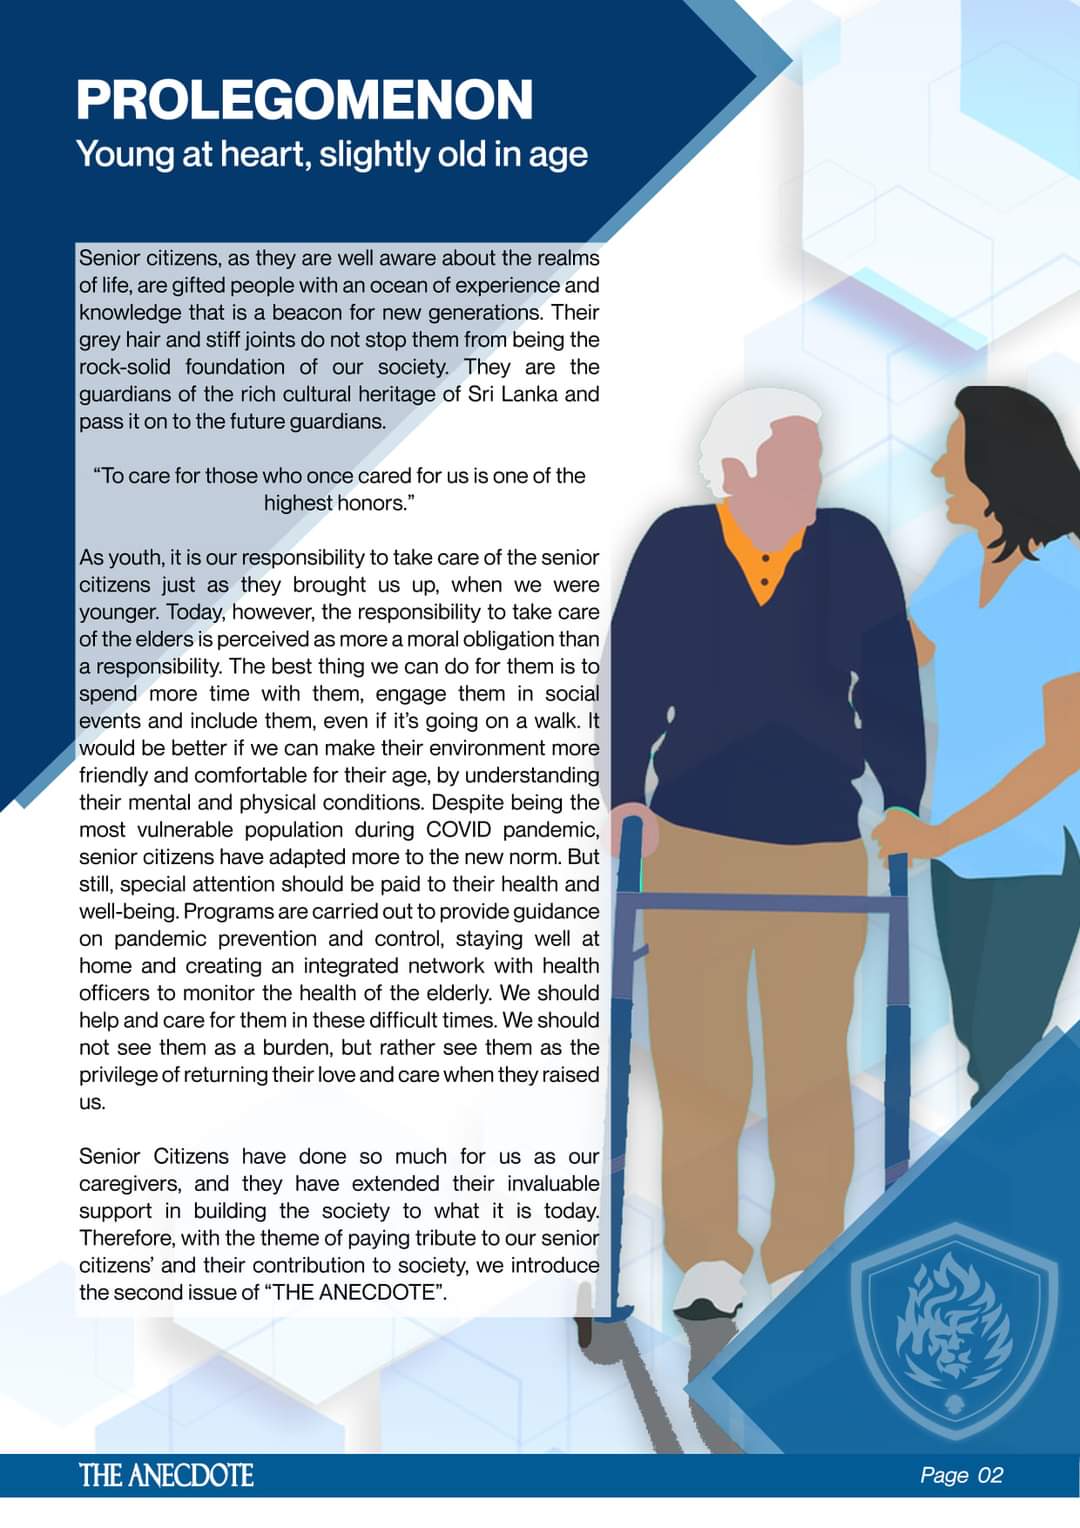 PROLEGOMENON
Young at heart, slightly old in age
Senior citizens, as they are well aware about the realms
of life, are gifted people with an ocean of experience and
knowledge that is a beacon for new generations. Their
grey hair and stiff joints do not stop them from being the
rock-solid foundation of our society. They are the
guardians of the rich cultural heritage of Sri Lanka and
pass it on to the future guardians.
“To care for those who once cared for us is one of the
highest honors.”
As youth, it is our responsibility to take care of the senior
citizens just as they brought us up, when we were
younger. Today, however, the responsibility to take care
of the elders is perceived as more a moral obligation than
a responsibility. The best thing we can do for them is to
spend more time with them, engage them in social
events and include them, even if it’s going on a walk. It
would be better if we can make their environment more
friendly and comfortable for their age, by understanding
their mental and physical conditions. Despite being the
most vulnerable population during COVID pandemic,
senior citizens have adapted more to the new norm. But
still, special attention should be paid to their health and
well-being. Programs are carried out to provide guidance
on pandemic prevention and control, staying well at
home and creating an integrated network with health
officers to monitor the health of the elderly. We should
help and care for them in these difficult times. We should
not see them as a burden, but rather see them as the
privilege of returning their love and care when they raised
us.
Senior Citizens have done so much for us as our
caregivers, and they have extended their invaluable
support in building the society to what it is today.
Therefore, with the theme of paying tribute to our senior
citizens’ and their contribution to society, we introduce
the second issue of “THE ANECDOTE”.
THE ANECDOTE
Page 02